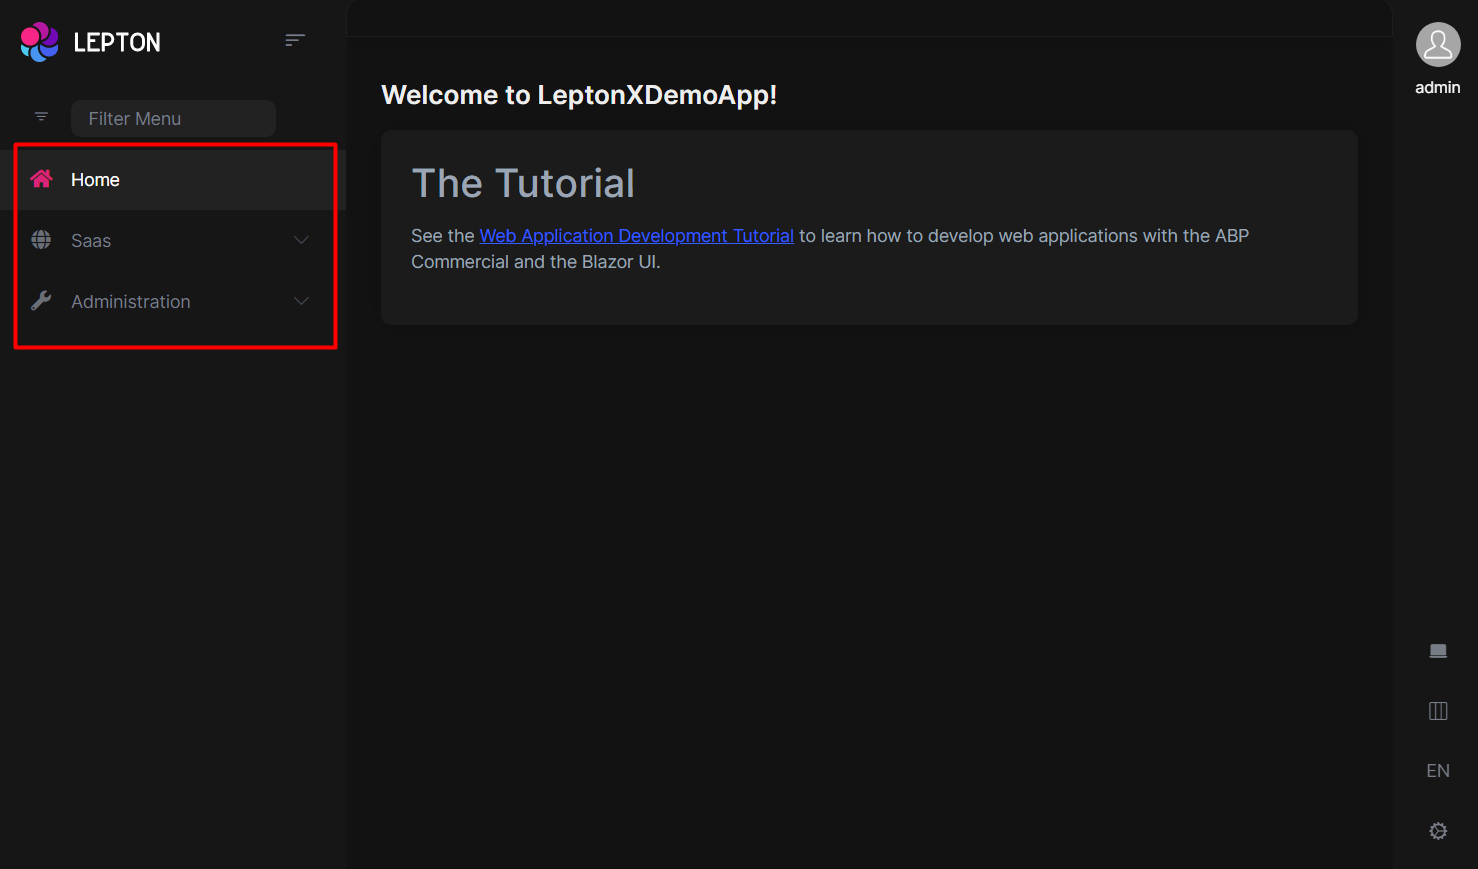 LEPTON
Filter Menu
Home
Saas
Administration
Welcome to LeptonXDemoApp!
The Tutorial
See the Web Application Development Tutorial to learn how to develop web applications with the ABP
Commercial and the Blazor UI.
admin
EN